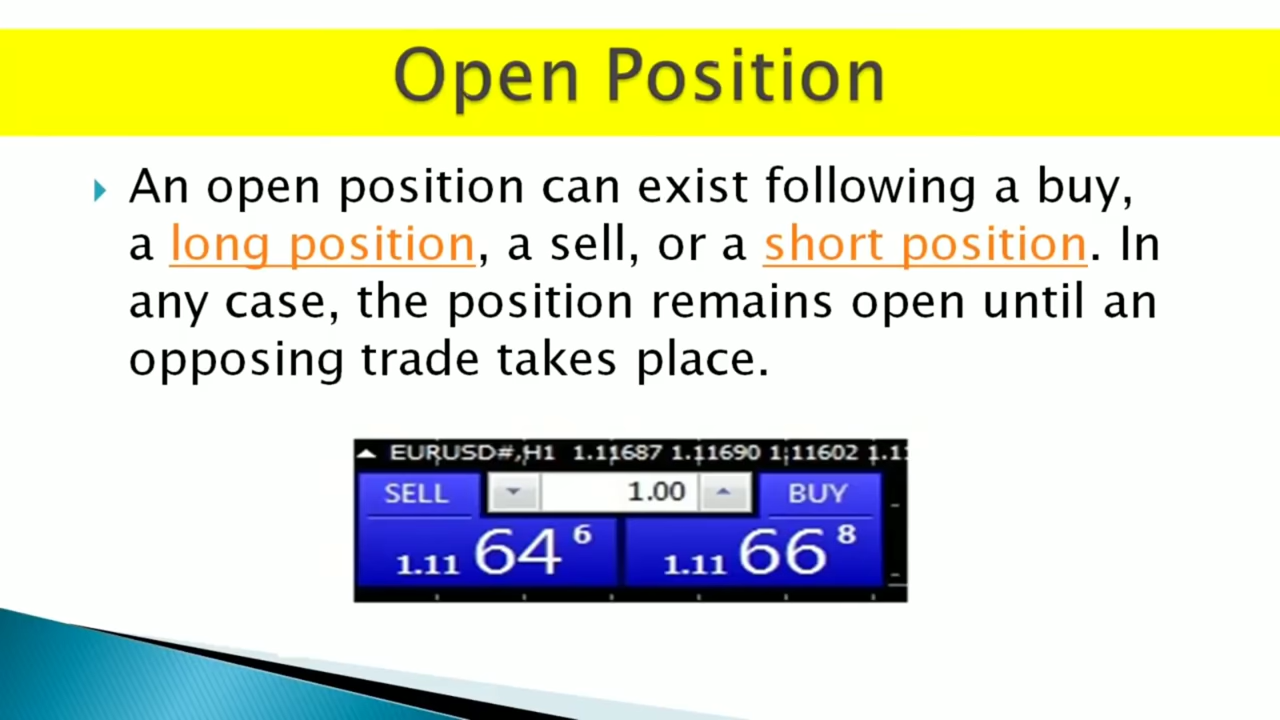 Open Position
An open position can exist following a buy,
a long position, a sell, or a short position. In
any case, the position remains open until an
opposing trade takes place.
EURUSD#,H1 1.11687 1.11690 1.11602 1.11
SELL 1.00 BUY
1.11 64 6 1.11 66 8